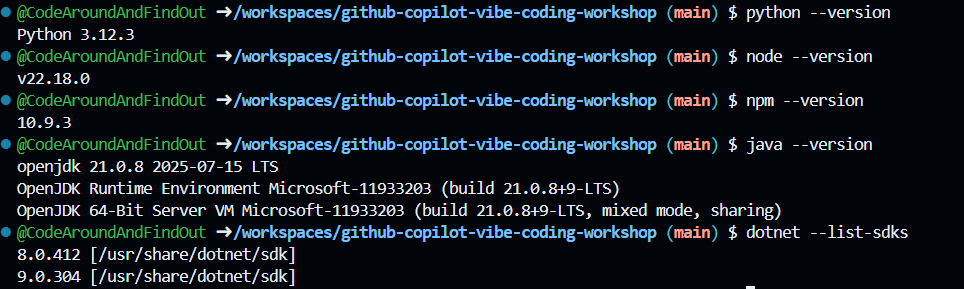 @CodeAroundAndFindOut ➜/workspaces/github-copilot-vibe-coding-workshop (main) $ python --version
Python 3.12.3
@CodeAroundAndFindOut ➜/workspaces/github-copilot-vibe-coding-workshop (main) $ node --version
v22.18.0
@CodeAroundAndFindOut ➜/workspaces/github-copilot-vibe-coding-workshop (main) $ npm --version
10.9.3
@CodeAroundAndFindOut ➜/workspaces/github-copilot-vibe-coding-workshop (main) $ java --version
openjdk 21.0.8 2025-07-15 LTS
OpenJDK Runtime Environment Microsoft-11933203 (build 21.0.8+9-LTS)
OpenJDK 64-Bit Server VM Microsoft-11933203 (build 21.0.8+9-LTS, mixed mode, sharing)
@CodeAroundAndFindOut ➜/workspaces/github-copilot-vibe-coding-workshop (main) $ dotnet --list-sdks
8.0.412 [/usr/share/dotnet/sdk]
9.0.304 [/usr/share/dotnet/sdk]